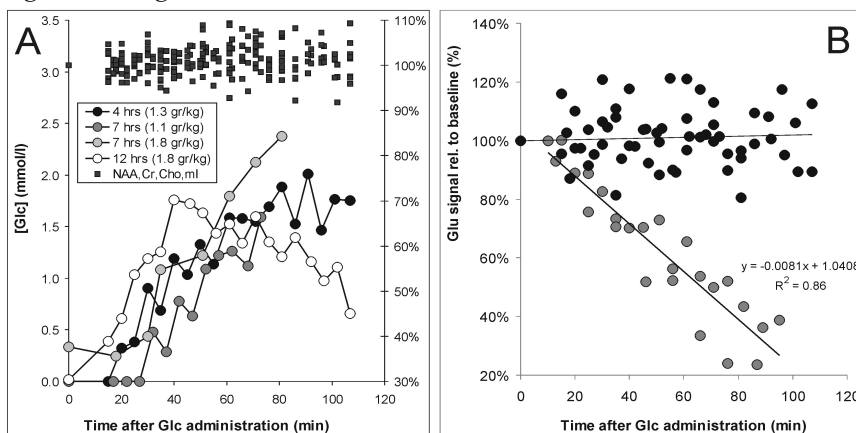 A
B
[Glc] (mmol/l)
3.5
3.0
2.5
2.0
1.5
1.0
0.5
0.0
110%
100%
90%
80%
70%
60%
50%
40%
30%
4 hrs (1.3 gr/kg)
7 hrs (1.1 gr/kg)
7 hrs (1.8 gr/kg)
12 hrs (1.8 gr/kg)
NAA,Cr,Cho,mI
0 20 40 60 80 100 120
Time after Glc administration (min)
Glu signal rel. to baseline (%)
140%
120%
100%
80%
60%
40%
20%
y = -0.0081x + 1.0408
R² = 0.86
0 20 40 60 80 100 120
Time after Glc administration (min)